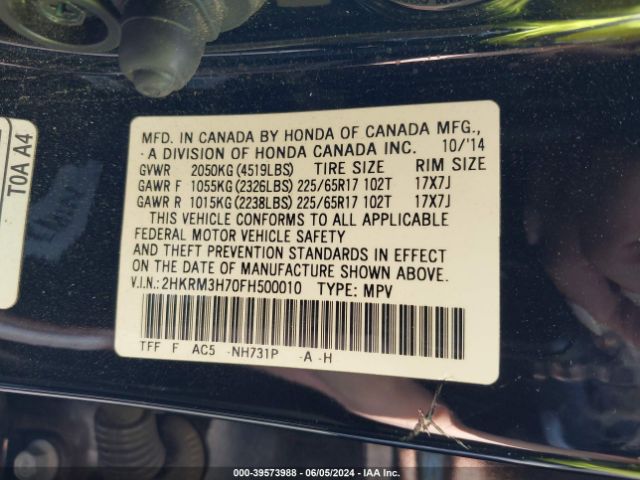 T0A A4
MFD. IN CANADA BY HONDA OF CANADA MFG.,
A DIVISION OF HONDA CANADA INC. 10/'14
GVWR 2050KG (4519LBS) TIRE SIZE RIM SIZE
GAWR F 1055KG (2326LBS) 225/65R17 102T 17X7J
GAWR R 1015KG (2238LBS) 225/65R17 102T 17X7J
THIS VEHICLE CONFORMS TO ALL APPLICABLE
FEDERAL MOTOR VEHICLE SAFETY
AND THEFT PREVENTION STANDARDS IN EFFECT
ON THE DATE OF MANUFACTURE SHOWN ABOVE.
V.I.N.: 2HKRM3H70FH500010 TYPE: MPV
TFF F AC5 -NH731P -A -H
000-39573988 - 06/05/2024 - IAA Inc.